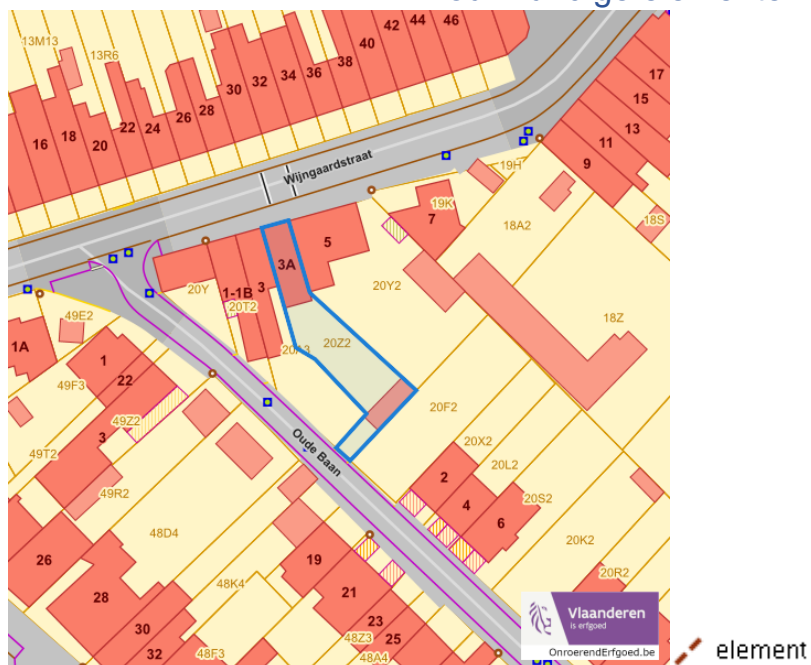 13M13
13R6
42
44
46
40
38
36
34
32
30
28
26
24
22
20
18
16
17
15
13
11
9
Wijngaardstraat
19H
19K
7
18A2
18S
5
3A
3
1-1B
20T2
20Y
20Y2
18Z
49E2
1A
1
22
49F3
20A3
20Z2
20F2
49Z2
3
49T2
Oude Baan
20X2
20L2
2
4
6
20S2
49R2
48D4
20K2
26
19
21
23
25
20R2
28
30
32
48K4
48F3
48Z3
48A4
Vlaanderen
is erfgoed
OnroerendErfgoed.be
element